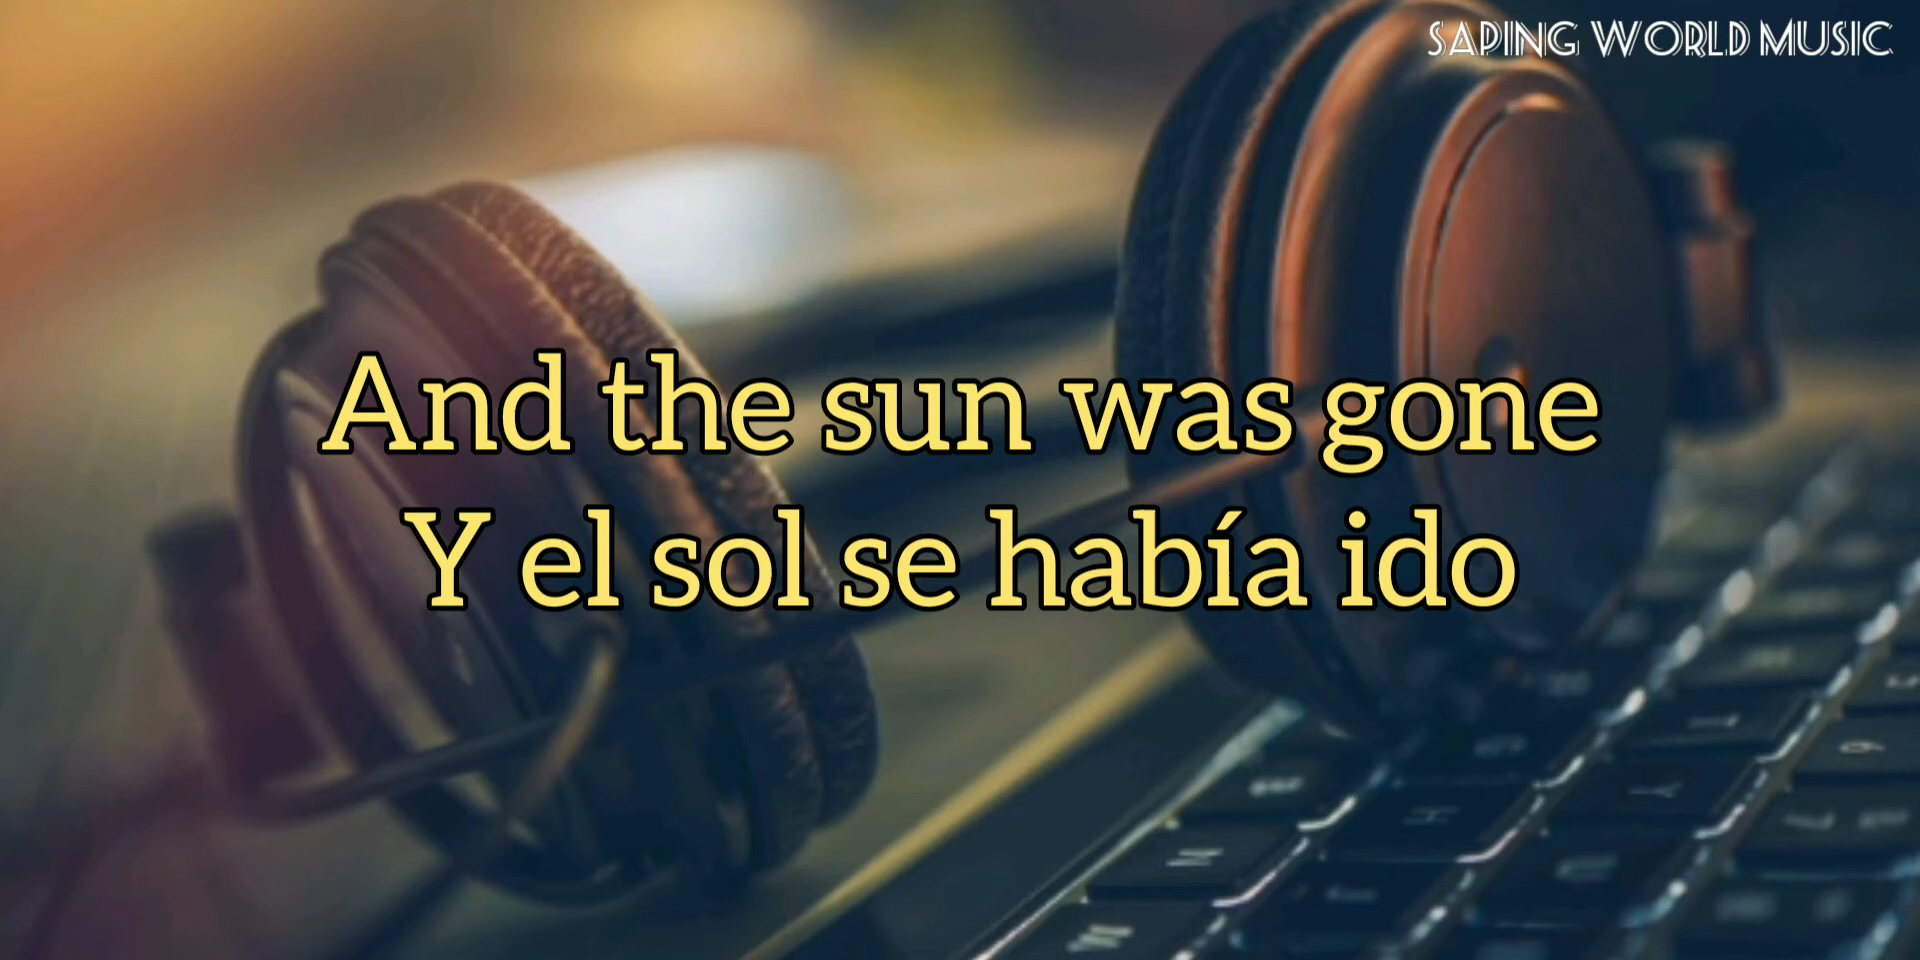 SAPING WORLD MUSIC
And the sun was gone
Y el sol se había ido